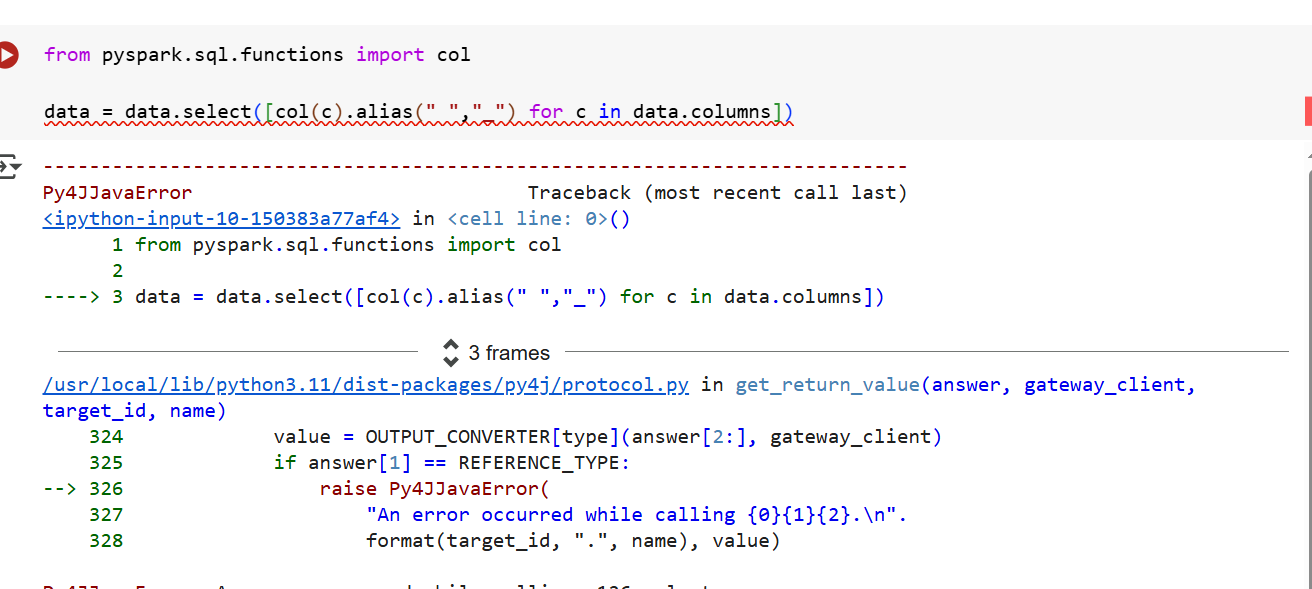 from pyspark.sql.functions import col
data = data.select([col(c).alias(" ","_") for c in data.columns])
---------------------------------------------------------------------------
Py4JJavaError                             Traceback (most recent call last)
<ipython-input-10-150383a77af4> in <cell line: 0>()
      1 from pyspark.sql.functions import col
      2
----> 3 data = data.select([col(c).alias(" ","_") for c in data.columns])
3 frames
/usr/local/lib/python3.11/dist-packages/py4j/protocol.py in get_return_value(answer, gateway_client,
target_id, name)
    324             value = OUTPUT_CONVERTER[type](answer[2:], gateway_client)
    325             if answer[1] == REFERENCE_TYPE:
--> 326                 raise Py4JJavaError(
    327                     "An error occurred while calling {0}{1}{2}.\n".
    328                     format(target_id, ".", name), value)